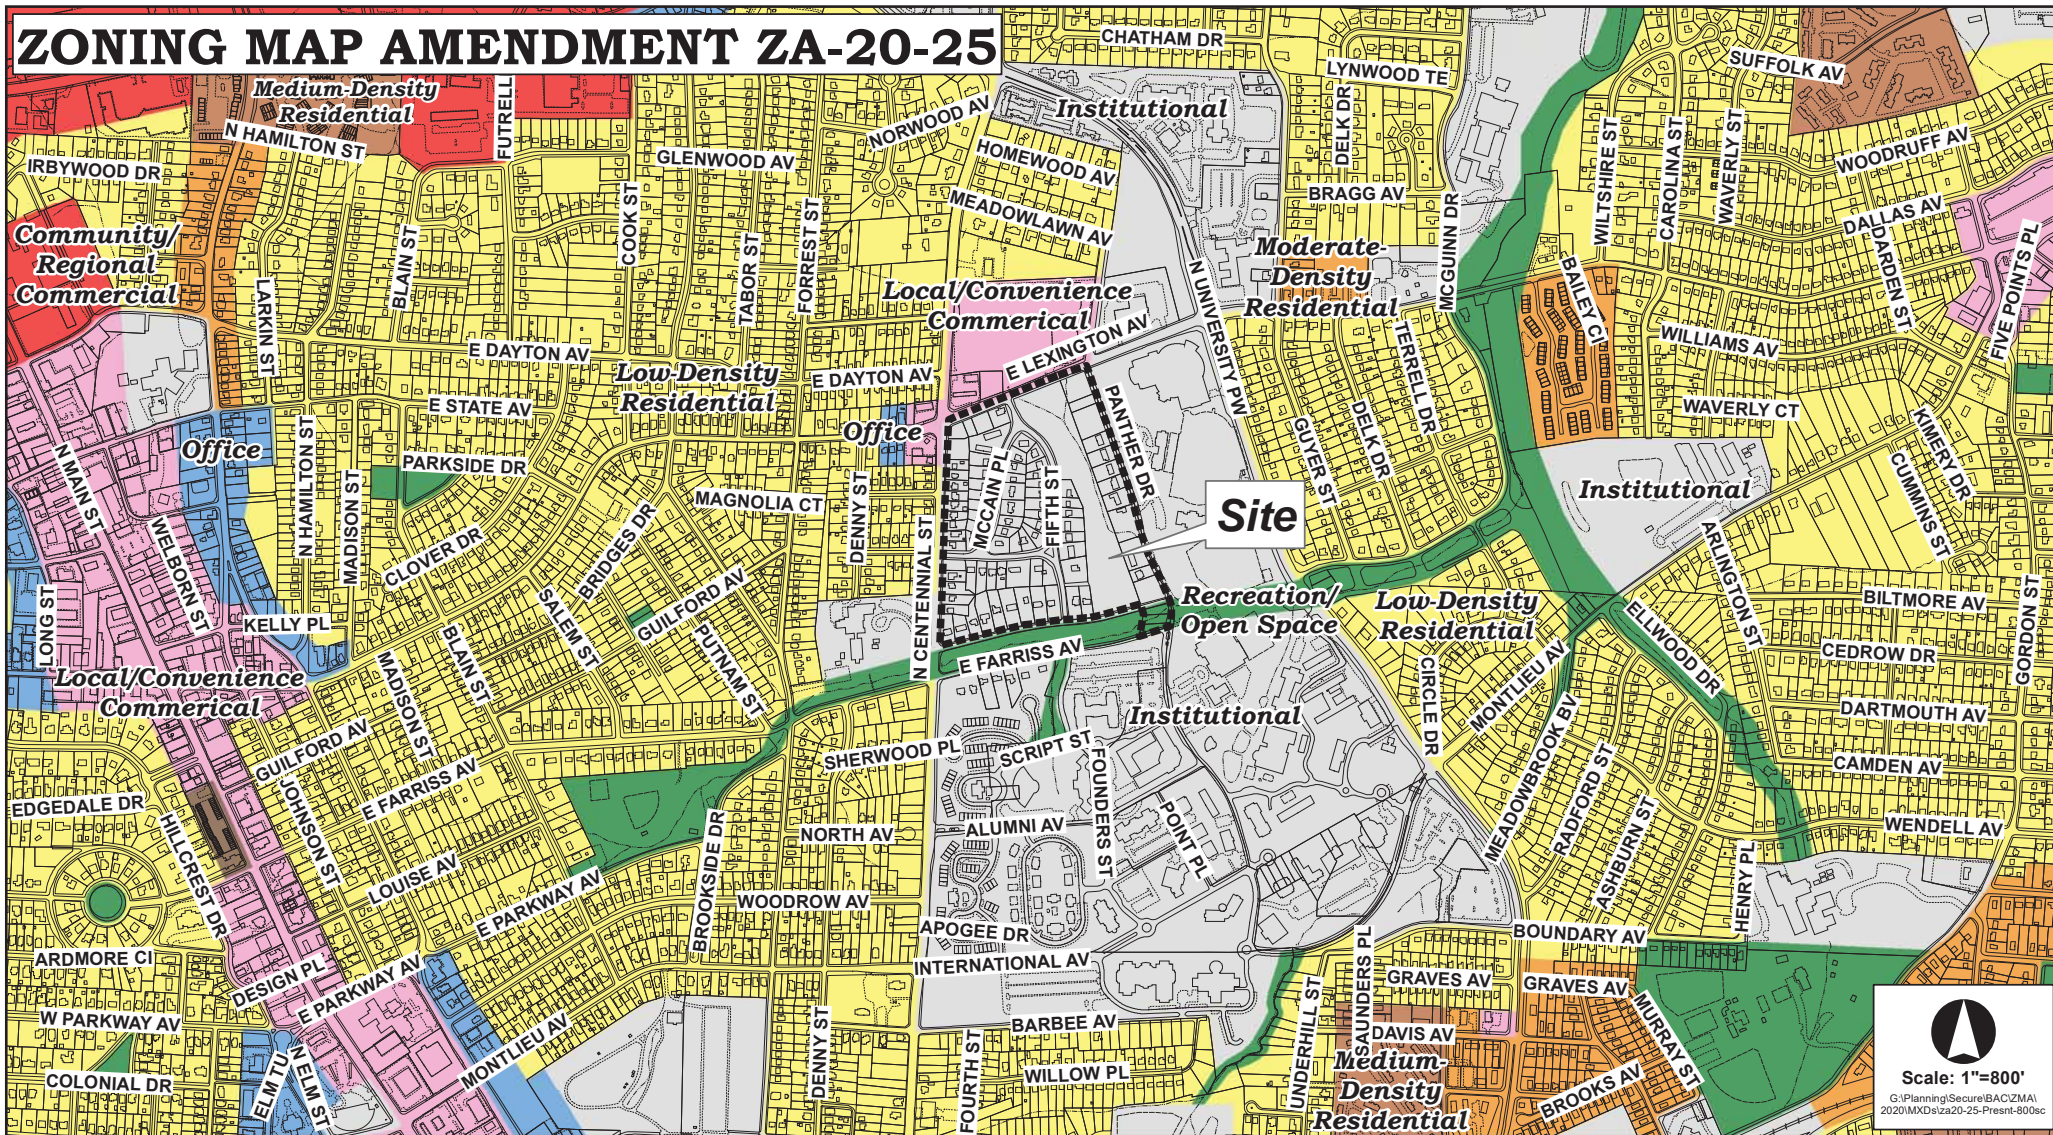 ZONING MAP AMENDMENT ZA-20-25
CHATHAM DR
LYNWOOD TE
SUFFOLK AV
Medium-Density
Residential
FUTRELL
NORWOOD AV
Institutional
DELK DR
WILTSHIRE ST
CAROLINA ST
WAVERLY ST
WOODRUFF AV
N HAMILTON ST
IRBYWOOD DR
GLENWOOD AV
HOMEWOOD AV
BRAGG AV
MEADOWLAWN AV
MCGUINN DR
DALLAS AV
DARDEN ST
FIVE POINTS PL
Community/
Regional
Commercial
LARKIN ST
BLAIN ST
COOK ST
TABOR ST
FORREST ST
Local/Convenience
Commerical
N UNIVERSITY PW
Moderate-
Density
Residential
BAILEY CI
E DAYTON AV
Low-Density
Residential
E DAYTON AV
E LEXINGTON AV
TERRELL DR
WILLIAMS AV
E STATE AV
Office
Office
PANTHER DR
GUYER ST
DELK DR
WAVERLY CT
KIMERY DR
CUMMINS ST
N MAIN ST
N HAMILTON ST
MADISON ST
PARKSIDE DR
MAGNOLIA CT
DENNY ST
MCCAIN PL
FIFTH ST
Site
Institutional
WELBORN ST
CLOVER DR
BRIDGES DR
N CENTENNIAL ST
ARLINGTON ST
LONG ST
KELLY PL
SALEM ST
GUILFORD AV
PUTNAM ST
Recreation/
Open Space
Low-Density
Residential
BILTMORE AV
GORDON ST
ELLWOOD DR
CEDROW DR
Local/Convenience
Commerical
MADISON ST
BLAIN ST
E FARRISS AV
CIRCLE DR
MONTLIEU AV
DARTMOUTH AV
GUILFORD AV
E FARRISS AV
SHERWOOD PL
SCRIPT ST
Institutional
MEADOWBROOK BV
RADFORD ST
CAMDEN AV
EDGEDALE DR
HILLCREST DR
JOHNSON ST
NORTH AV
ALUMNI AV
FOUNDERS ST
POINT PL
ASHBURN ST
WENDELL AV
LOUISE AV
E PARKWAY AV
BROOKSIDE DR
WOODROW AV
HENRY PL
APOGEE DR
BOUNDARY AV
ARDMORE CI
DESIGN PL
E PARKWAY AV
INTERNATIONAL AV
SAUNDERS PL
GRAVES AV
GRAVES AV
W PARKWAY AV
MONTLIEU AV
DENNY ST
BARBEE AV
UNDERHILL ST
DAVIS AV
MURRAY ST
COLONIAL DR
ELM TO
N ELM ST
FOURTH ST
WILLOW PL
Medium-
Density
Residential
BROOKS AV
Scale: 1"=800'
G:\Planning\Secure\BAC\ZMA\
2020\MXDs\za20-25-Presnt-800sc